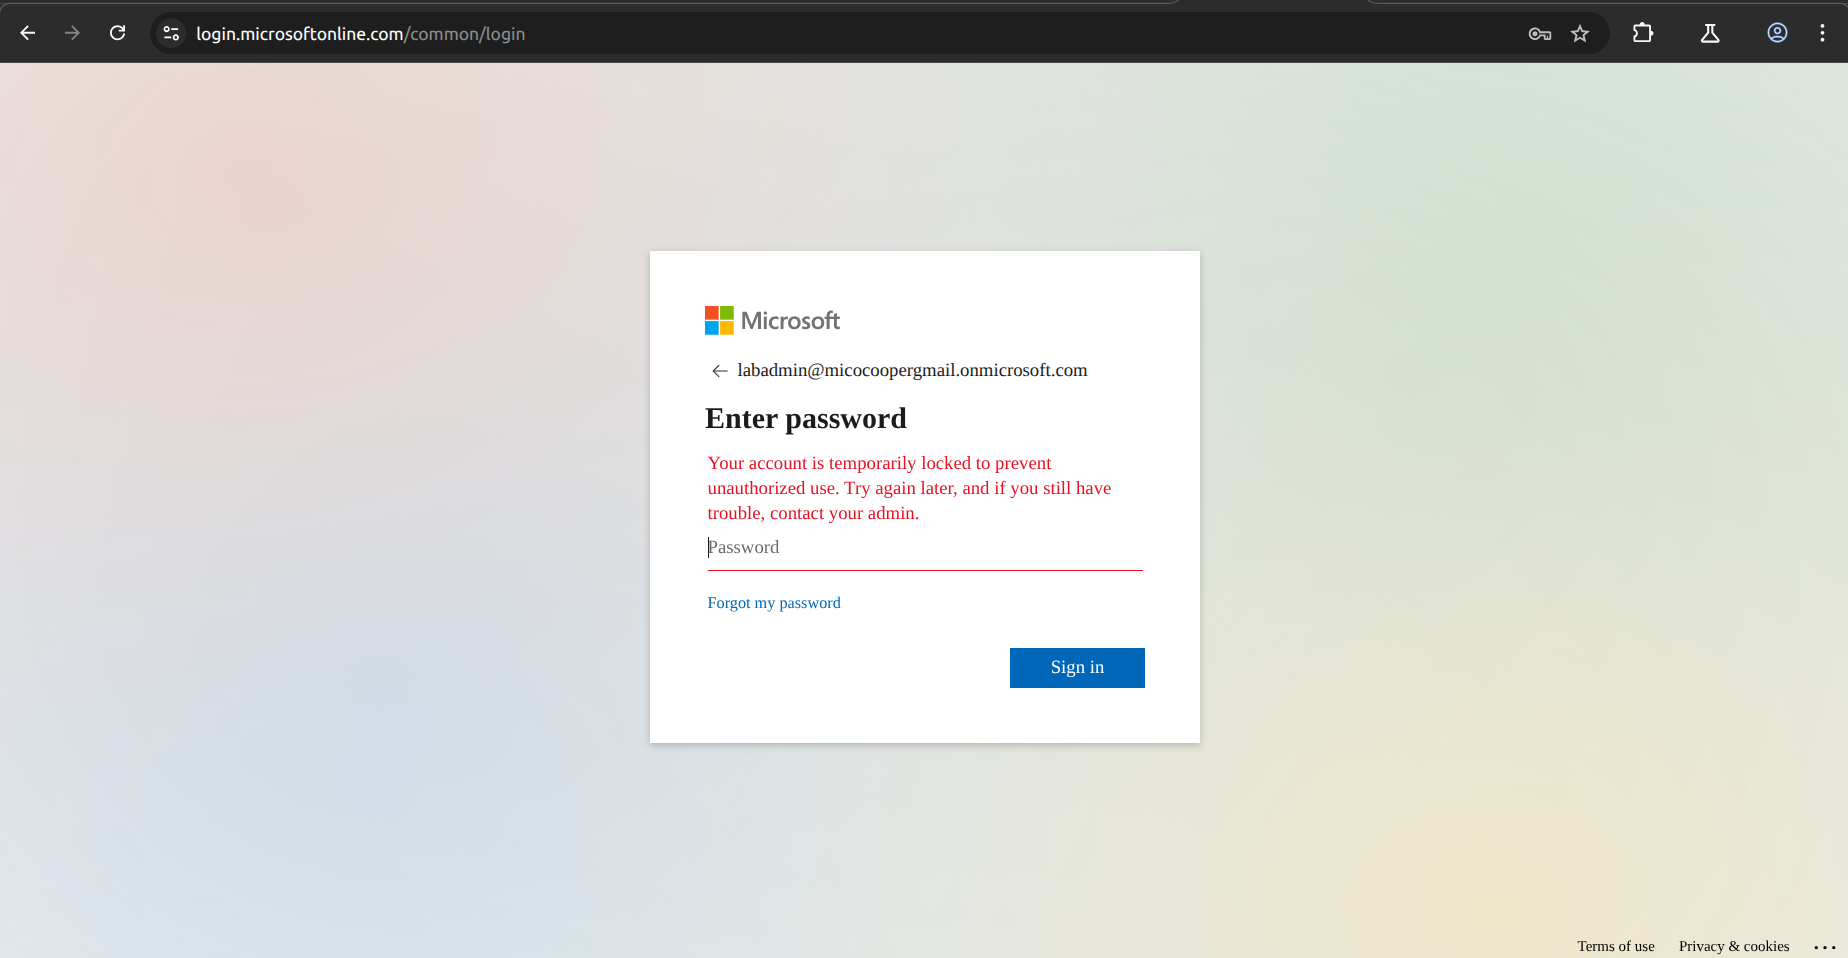 login.microsoftonline.com/common/login
Microsoft
labadmin@micocoopergmail.onmicrosoft.com
Enter password
Your account is temporarily locked to prevent
unauthorized use. Try again later, and if you still have
trouble, contact your admin.
Password
Forgot my password
Sign in
Terms of use Privacy & cookies ...